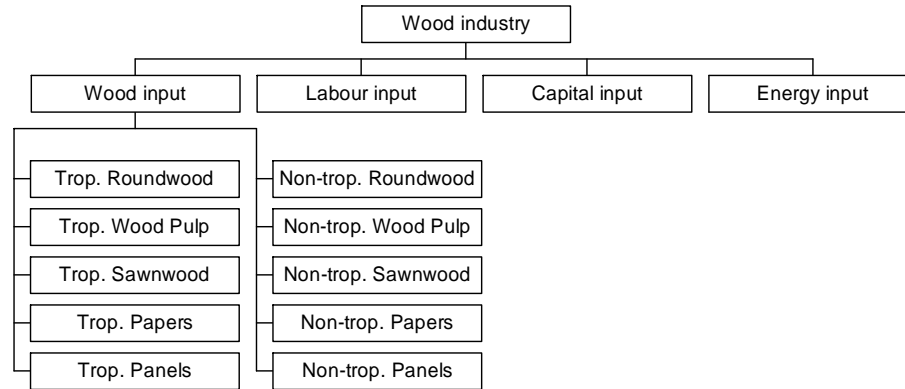 Wood industry
Wood input
Labour input
Capital input
Energy input
Trop. Roundwood
Non-trop. Roundwood
Trop. Wood Pulp
Non-trop. Wood Pulp
Trop. Sawnwood
Non-trop. Sawnwood
Trop. Papers
Non-trop. Papers
Trop. Panels
Non-trop. Panels